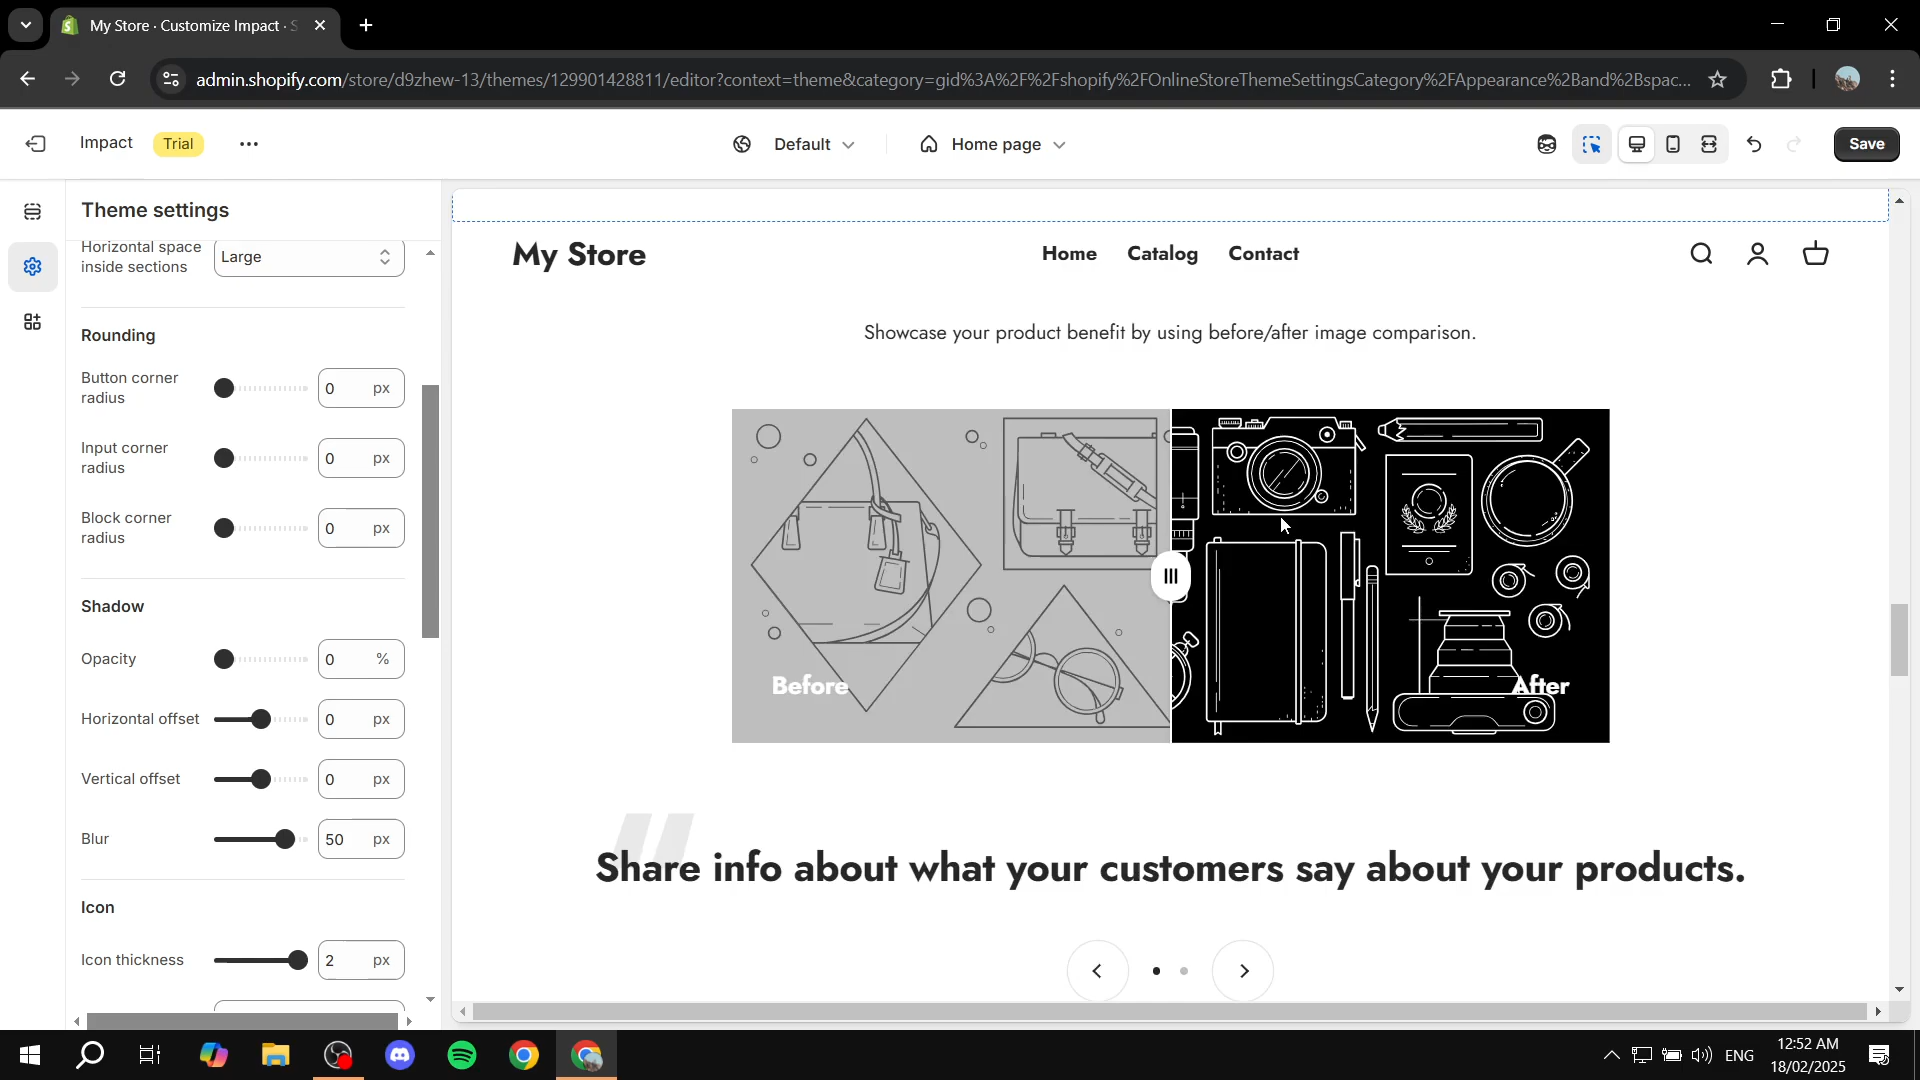 My Store · Customize Impact · S
admin.shopify.com/store/d9zhew-13/themes/129901428811/editor?context=theme&category=gid%3A%2F%2Fshopify%2FOnlineStoreThemeSettingsCategory%2FAppearance%2Band%2Bspac...
Impact
Trial
Default
Home page
Save
Theme settings
Horizontal space
inside sections
Large
Rounding
Button corner
radius
0 px
Input corner
radius
0 px
Block corner
radius
0 px
Shadow
Opacity
0 %
Horizontal offset
0 px
Vertical offset
0 px
Blur
50 px
Icon
Icon thickness
2 px
My Store
Home
Catalog
Contact
Showcase your product benefit by using before/after image comparison.
Before
After
Share info about what your customers say about your products.
ENG
12:52 AM
18/02/2025